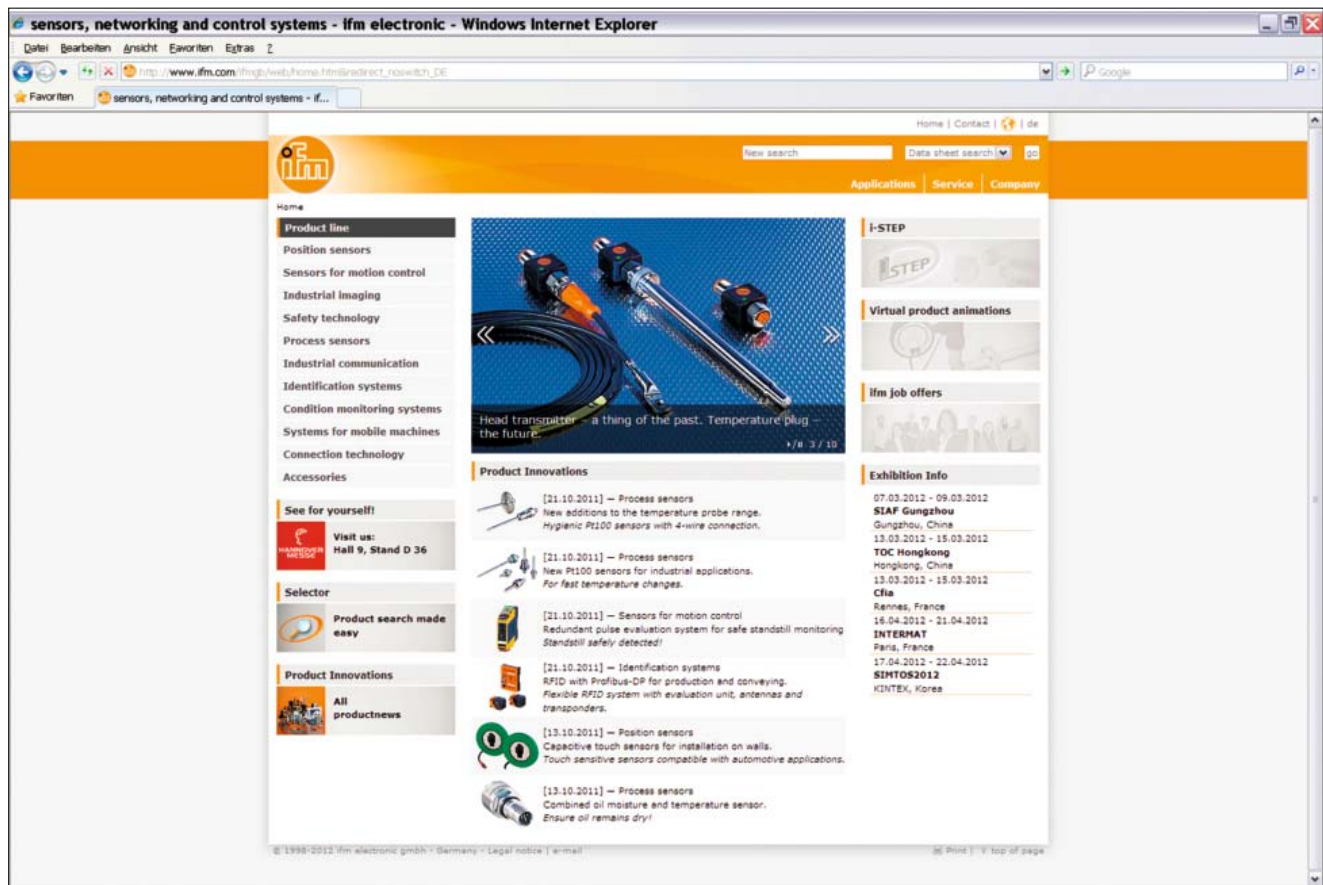 sensors, networking and control systems - ifm electronic - Windows Internet Explorer
Datei Bearbeiten Ansicht Favoriten Extras ?
http://www.ifm.com/ifmgb/web/home.html&redirect_noswitch_DE
Google
Favoriten
sensors, networking and control systems - if...
Home | Contact | | de
ifm
New search
Data sheet search
go
Applications | Service | Company
Home
Product line
Position sensors
Sensors for motion control
Industrial imaging
Safety technology
Process sensors
Industrial communication
Identification systems
Condition monitoring systems
Systems for mobile machines
Connection technology
Accessories
See for yourself!
HANNOVER
MESSE
Visit us:
Hall 9, Stand D 36
Selector
Product search made
easy
Product Innovations
All
productnews
Head transmitter – a thing of the past. Temperature plug –
the future.
3 / 10
Product Innovations
[21.10.2011] — Process sensors
New additions to the temperature probe range.
Hygienic Pt100 sensors with 4-wire connection.
[21.10.2011] — Process sensors
New Pt100 sensors for industrial applications.
For fast temperature changes.
[21.10.2011] — Sensors for motion control
Redundant pulse evaluation system for safe standstill monitoring
Standstill safely detected!
[21.10.2011] — Identification systems
RFID with Profibus-DP for production and conveying.
Flexible RFID system with evaluation unit, antennas and
transponders.
[13.10.2011] — Position sensors
Capacitive touch sensors for installation on walls.
Touch sensitive sensors compatible with automotive applications.
[13.10.2011] — Process sensors
Combined oil moisture and temperature sensor.
Ensure oil remains dry!
i-STEP
iSTEP
Virtual product animations
ifm job offers
Exhibition Info
07.03.2012 - 09.03.2012
SIAF Gungzhou
Gungzhou, China
13.03.2012 - 15.03.2012
TOC Hongkong
Hongkong, China
13.03.2012 - 15.03.2012
Cfia
Rennes, France
16.04.2012 - 21.04.2012
INTERMAT
Paris, France
17.04.2012 - 22.04.2012
SIMTOS2012
KINTEX, Korea
© 1998-2012 ifm electronic gmbh - Germany - Legal notice | e-mail
Print | top of page